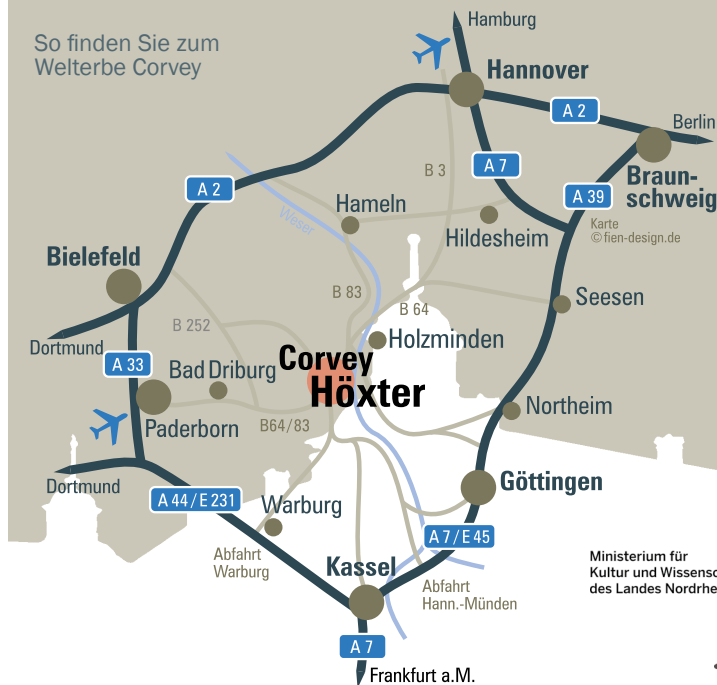 So finden Sie zum
Welterbe Corvey
Hamburg
Hannover
A 2
Berlin
Braun-
schweig
A 7
B 3
A 39
A 2
Hameln
Weser
Hildesheim
Karte
©fien-design.de
Bielefeld
B 83
Seesen
B 64
B 252
Holzminden
Dortmund
A 33
Bad Driburg
Corvey
Höxter
Northeim
Paderborn
B64/83
Göttingen
Dortmund
A 44/E 231
Warburg
A 7/E 45
Abfahrt
Warburg
Kassel
Abfahrt
Hann.-Münden
Ministerium für
Kultur und Wissensc
des Landes Nordrhe
A 7
Frankfurt a.M.